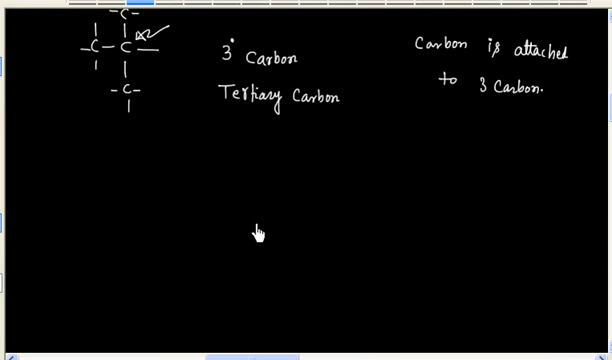 -C-
-C-C-
3° Carbon
Tertiary Carbon
-C-
Carbon is attached
to 3 Carbon.